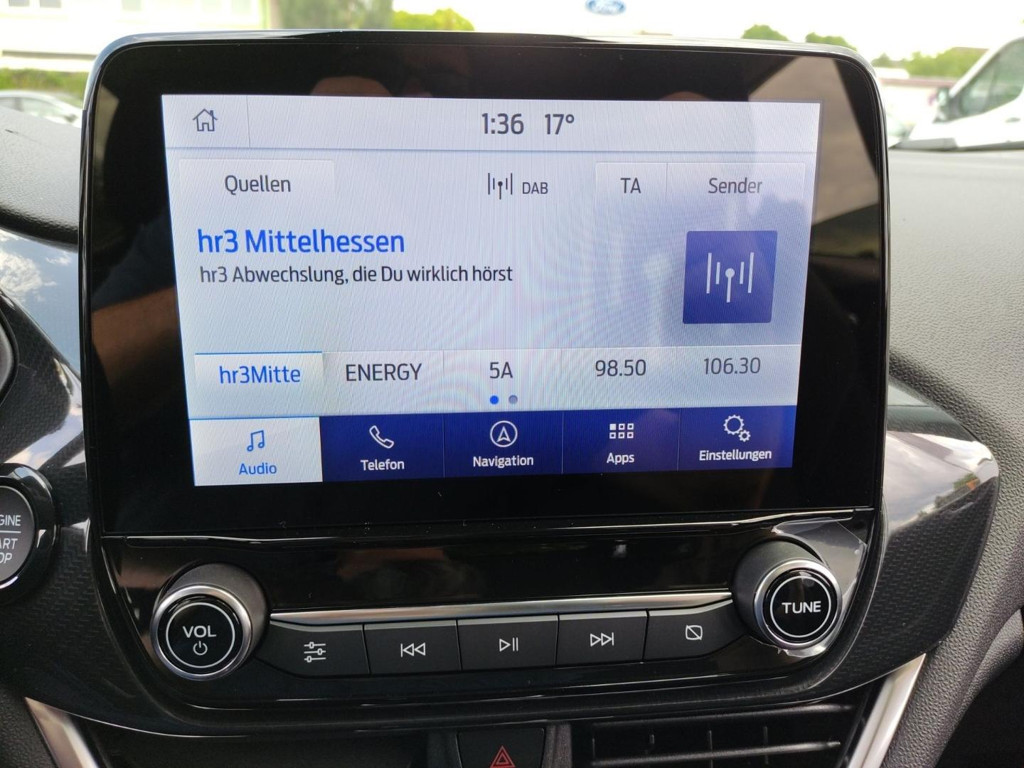 Ford
1:36 17°
Quellen DAB TA Sender
hr3 Mittelhessen
hr3 Abwechslung, die Du wirklich hörst
hr3Mitte ENERGY 5A 98.50 106.30
Audio Telefon Navigation Apps Einstellungen
VOL
TUNE